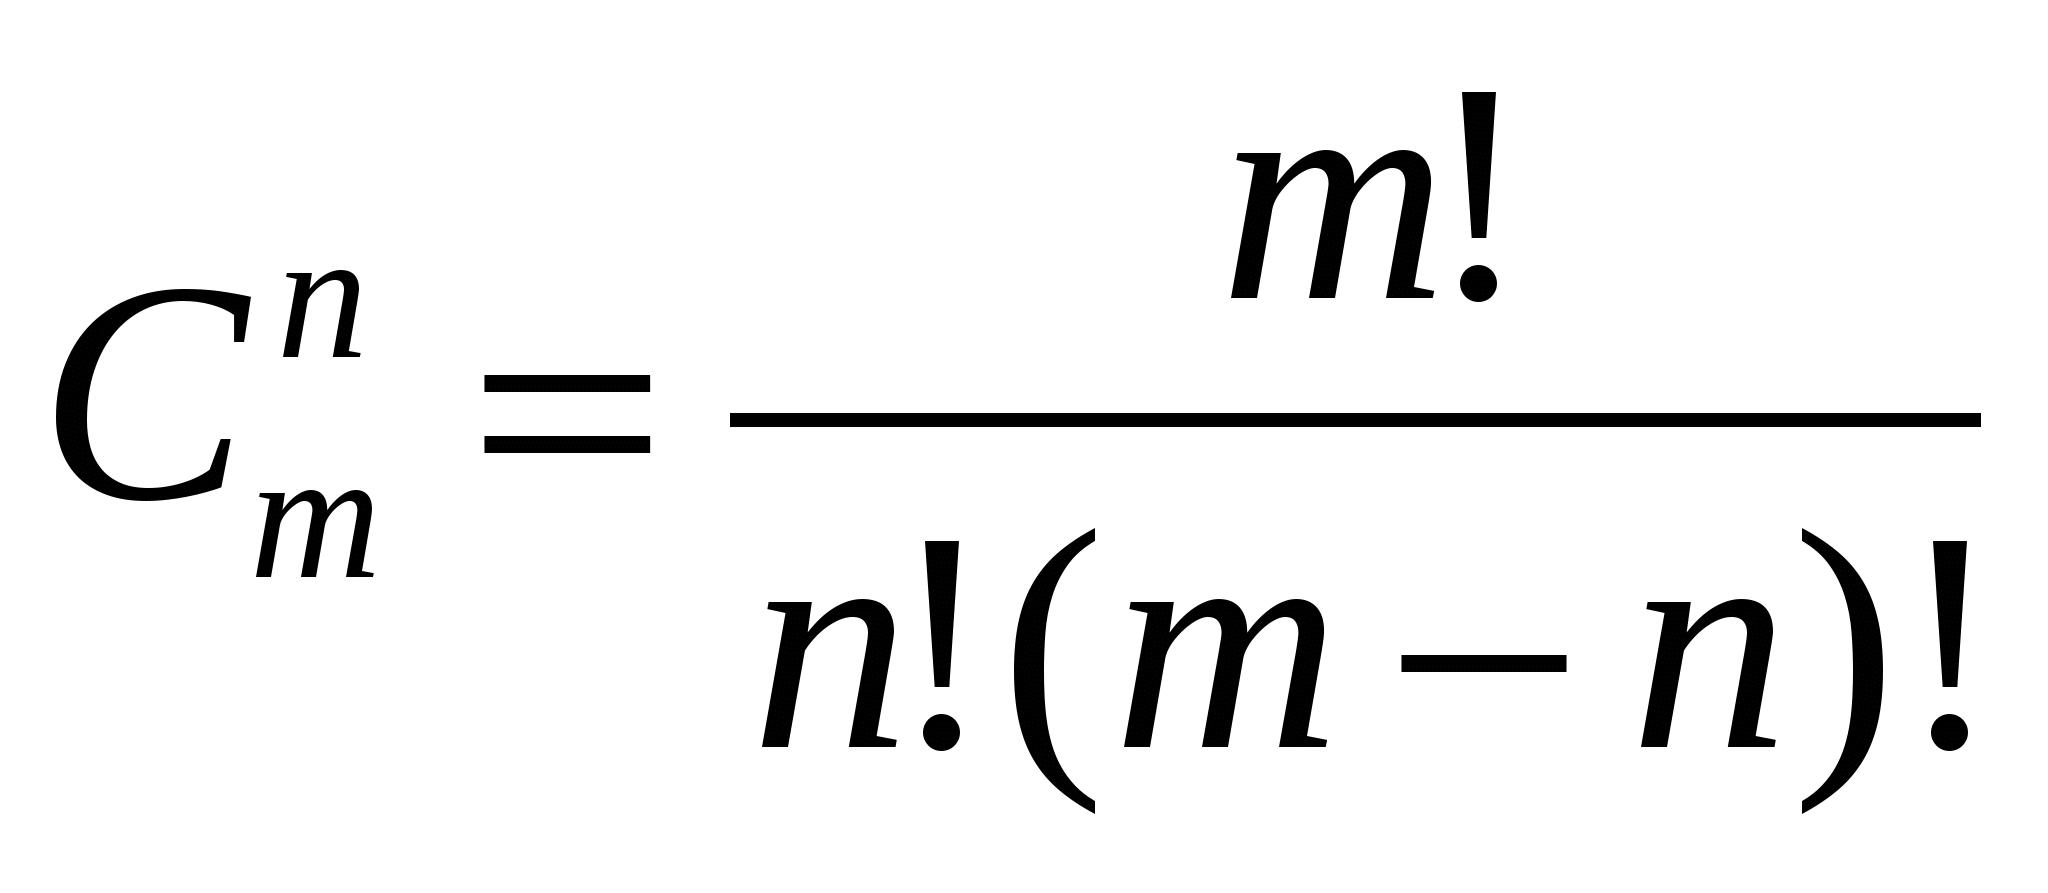 C_m^n = m! / n!(m − n)!